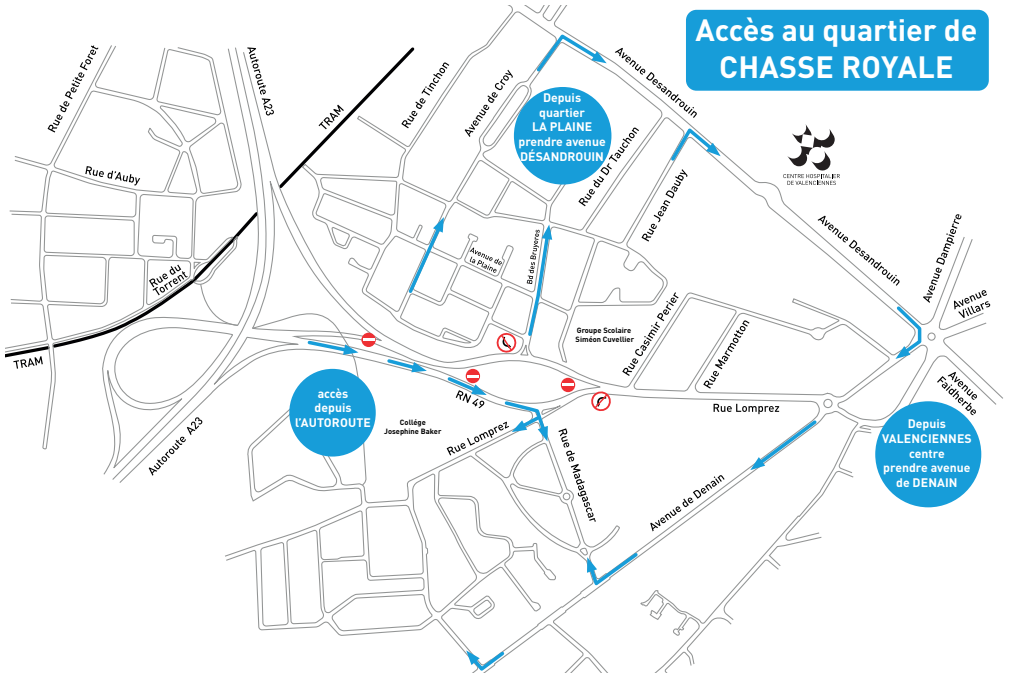 Accès au quartier de
CHASSE ROYALE
Rue de Petite Foret
Autoroute A23
TRAM
Rue de Tinchon
Avenue de Croy
Avenue Desandrouin
Depuis
quartier
LA PLAINE
prendre avenue
DÉSANDROUIN
Rue du Dr Tauchon
Rue Jean Dauby
CENTRE HOSPITALIER
DE VALENCIENNES
Rue d'Auby
Avenue Desandrouin
Avenue Dampierre
Avenue
Villars
Avenue
Faidherbe
Rue du
Torrent
Avenue de
la Plaine
Bd des Bruyeres
Groupe Scolaire
Siméon Cuvellier
Rue Casimir Perier
Rue Marmotton
TRAM
RN 49
Rue Lomprez
accès
depuis
l'AUTOROUTE
Collége
Josephine Baker
Rue Lomprez
Autoroute A23
Rue de Madagascar
Avenue de Denain
Depuis
VALENCIENNES
centre
prendre avenue
de DENAIN